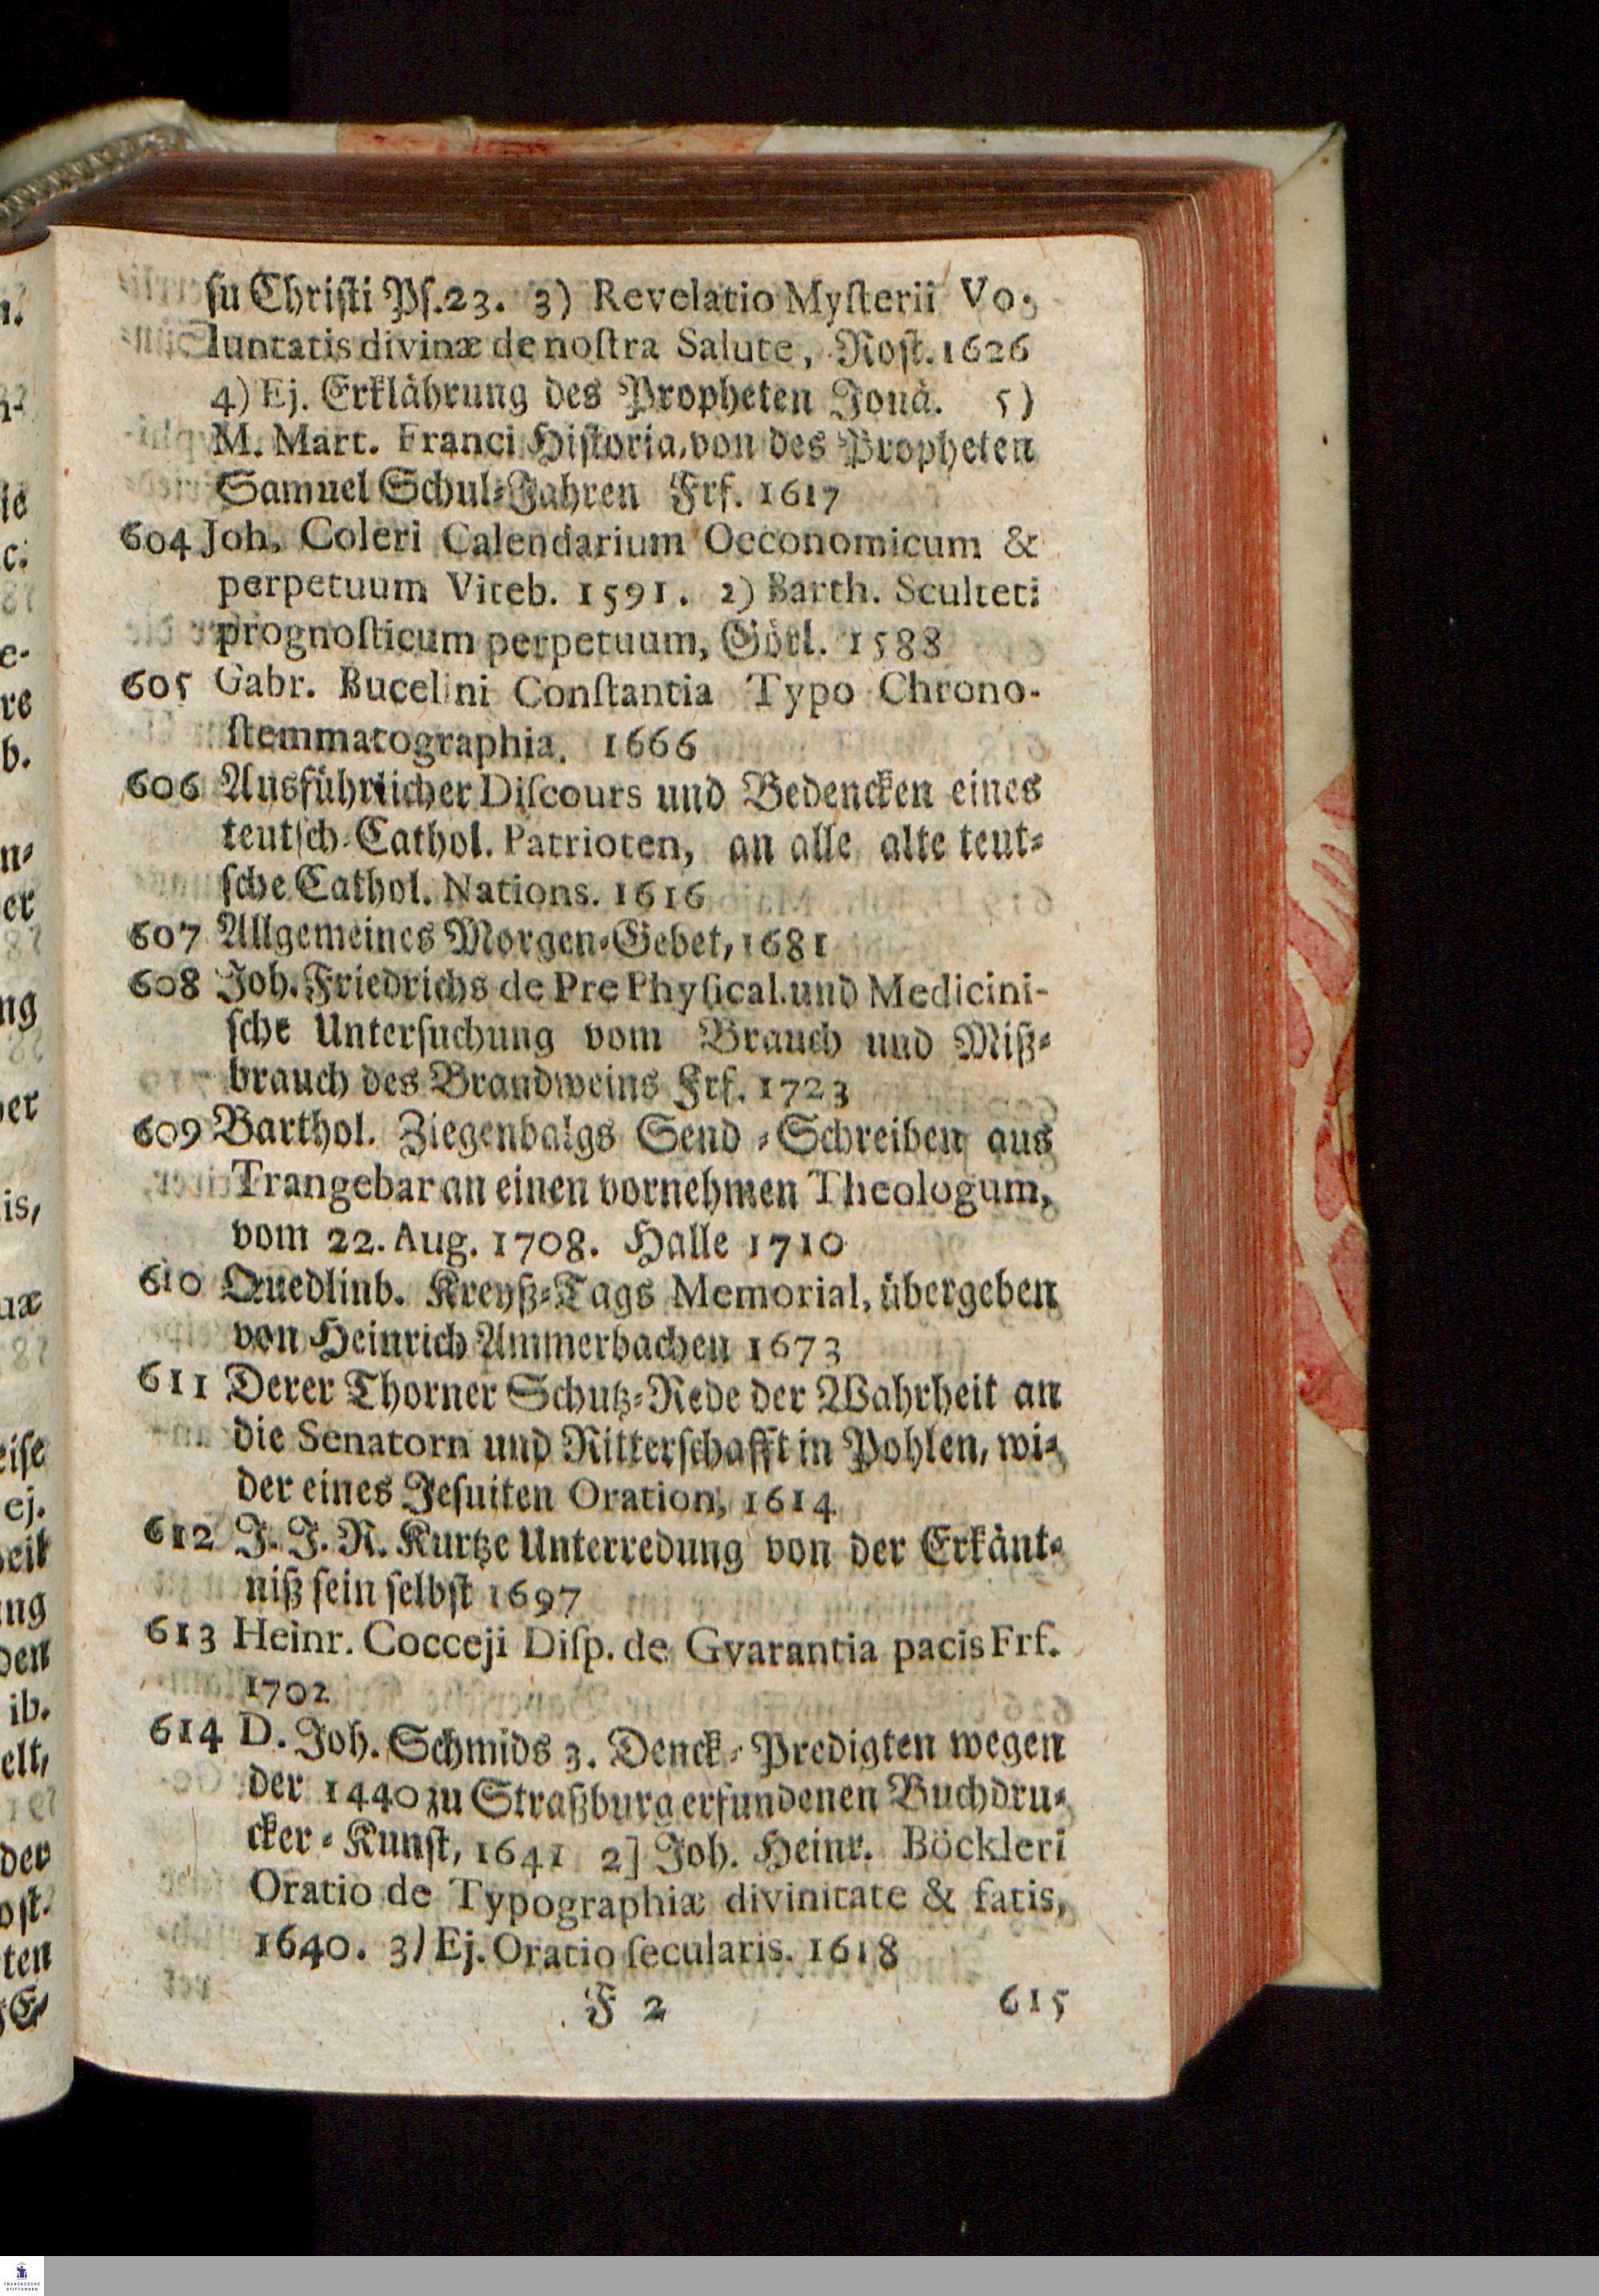 su Christi Ps. 23. 3) Revelatio Mysterii Vo-
luntatis divinæ de nostra Salute, Rost. 1626
4) Ej. Erklährung des Propheten Jonä. 5)
M. Mart. Franci Historia, von des Propheten
Samuel Schul-Jahren Frf. 1617
604 Joh. Coleri Calendarium Oeconomicum &
perpetuum Viteb. 1591. 2) Barth. Sculteti
prognosticum perpetuum, Görl. 1588
605 Gabr. Bucelini Constantia Typo Chrono-
stemmatographia. 1666
606 Ausführlicher Discours und Bedencken eines
teutsch-Cathol. Patrioten, an alle alte teut-
sche Cathol. Nations. 1616
607 Allgemeines Morgen-Gebet, 1681
608 Joh. Friedrichs de Pre Physical. und Medicini-
sche Untersuchung vom Brauch und Miß-
brauch des Brandweins Frf. 1723
609 Barthol. Ziegenbalgs Send-Schreiben aus
Trangebar an einen vornehmen Theologum,
vom 22. Aug. 1708. Halle 1710
610 Quedlinb. Kreyß-Tags Memorial, übergeben
von Heinrich Ammerbachen 1673
611 Derer Thorner Schutz-Rede der Wahrheit an
die Senatorn und Ritterschafft in Pohlen, wi-
der eines Jesuiten Oration, 1614
612 J. J. R. Kurtze Unterredung von der Erkänt-
niß sein selbst 1697
613 Heinr. Cocceji Disp. de Gvarantia pacis Frf.
1702
614 D. Joh. Schmids 3. Denck-Predigten wegen
der 1440 zu Straßburg erfundenen Buchdru-
cker-Kunst, 1641 2] Joh. Heinr. Böckleri
Oratio de Typographiæ divinitate & fatis,
1640. 3) Ej. Oratio secularis. 1618
F 2 615
FRANCKESCHE
STIFTUNGEN